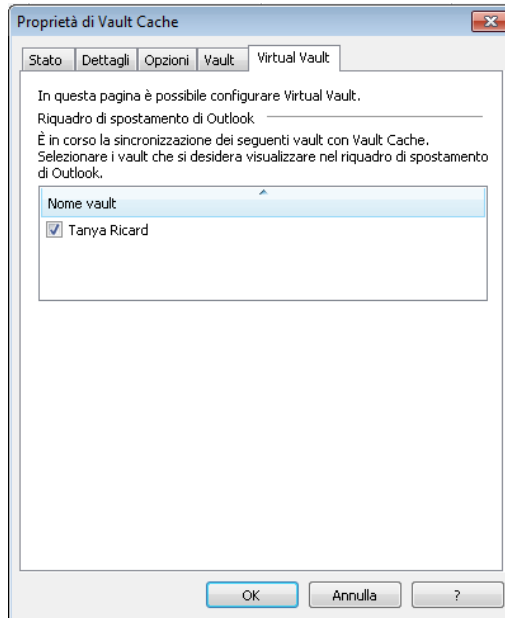 Proprietà di Vault Cache
Stato Dettagli Opzioni Vault Virtual Vault
In questa pagina è possibile configurare Virtual Vault.
Riquadro di spostamento di Outlook
È in corso la sincronizzazione dei seguenti vault con Vault Cache.
Selezionare i vault che si desidera visualizzare nel riquadro di spostamento
di Outlook.
Nome vault
Tanya Ricard
OK Annulla ?